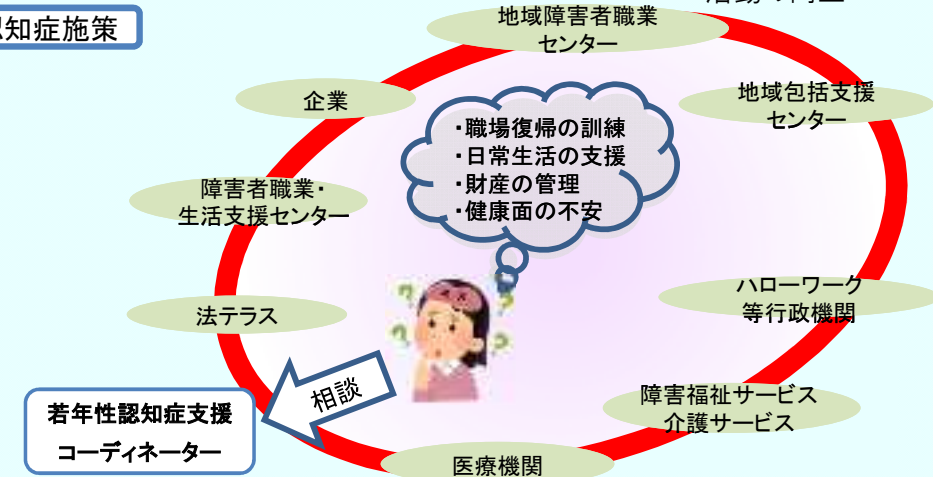 認知症施策
地域障害者職業
センター
企業
地域包括支援
センター
・職場復帰の訓練
・日常生活の支援
・財産の管理
・健康面の不安
障害者職業・
生活支援センター
ハローワーク
等行政機関
法テラス
相談
障害福祉サービス
介護サービス
若年性認知症支援
コーディネーター
医療機関